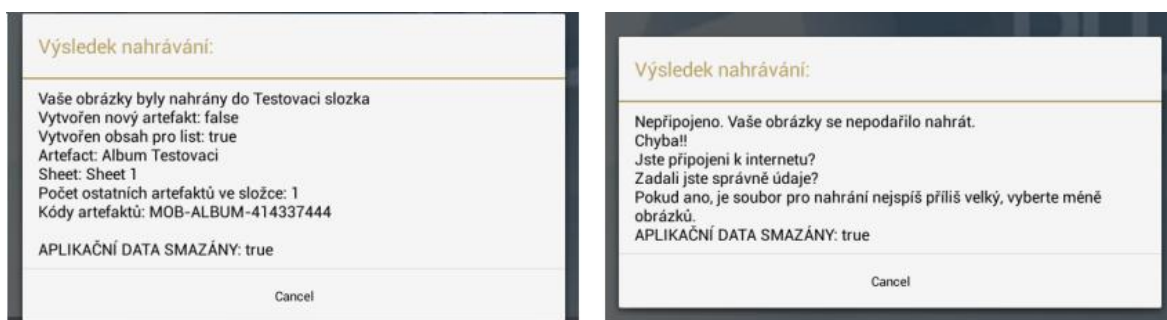 Výsledek nahrávání:
Vaše obrázky byly nahrány do Testovaci slozka
Vytvořen nový artefakt: false
Vytvořen obsah pro list: true
Artefact: Album Testovaci
Sheet: Sheet 1
Počet ostatních artefaktů ve složce: 1
Kódy artefaktů: MOB-ALBUM-414337444
APLIKAČNÍ DATA SMAZÁNY: true
Cancel
Výsledek nahrávání:
Nepřipojeno. Vaše obrázky se nepodařilo nahrát.
Chyba!!
Jste připojeni k internetu?
Zadali jste správně údaje?
Pokud ano, je soubor pro nahrání nejspíš příliš velký, vyberte méně
obrázků.
APLIKAČNÍ DATA SMAZÁNY: true
Cancel